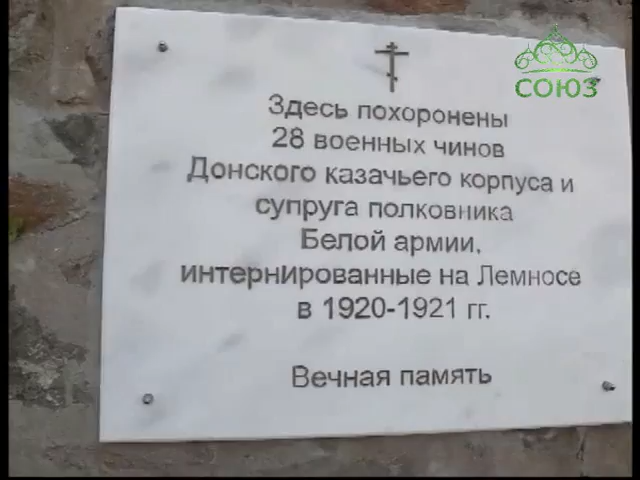 СОЮЗ
Здесь похоронены
28 военных чинов
Донского казачьего корпуса и
супруга полковника
Белой армии,
интернированные на Лемносе
в 1920-1921 гг.
Вечная память